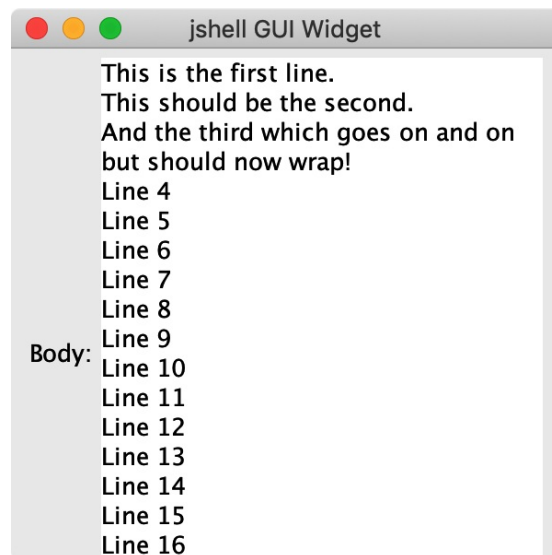 jshell GUI Widget
This is the first line.
This should be the second.
And the third which goes on and on
but should now wrap!
Line 4
Line 5
Line 6
Line 7
Line 8
Line 9
Body:
Line 10
Line 11
Line 12
Line 13
Line 14
Line 15
Line 16